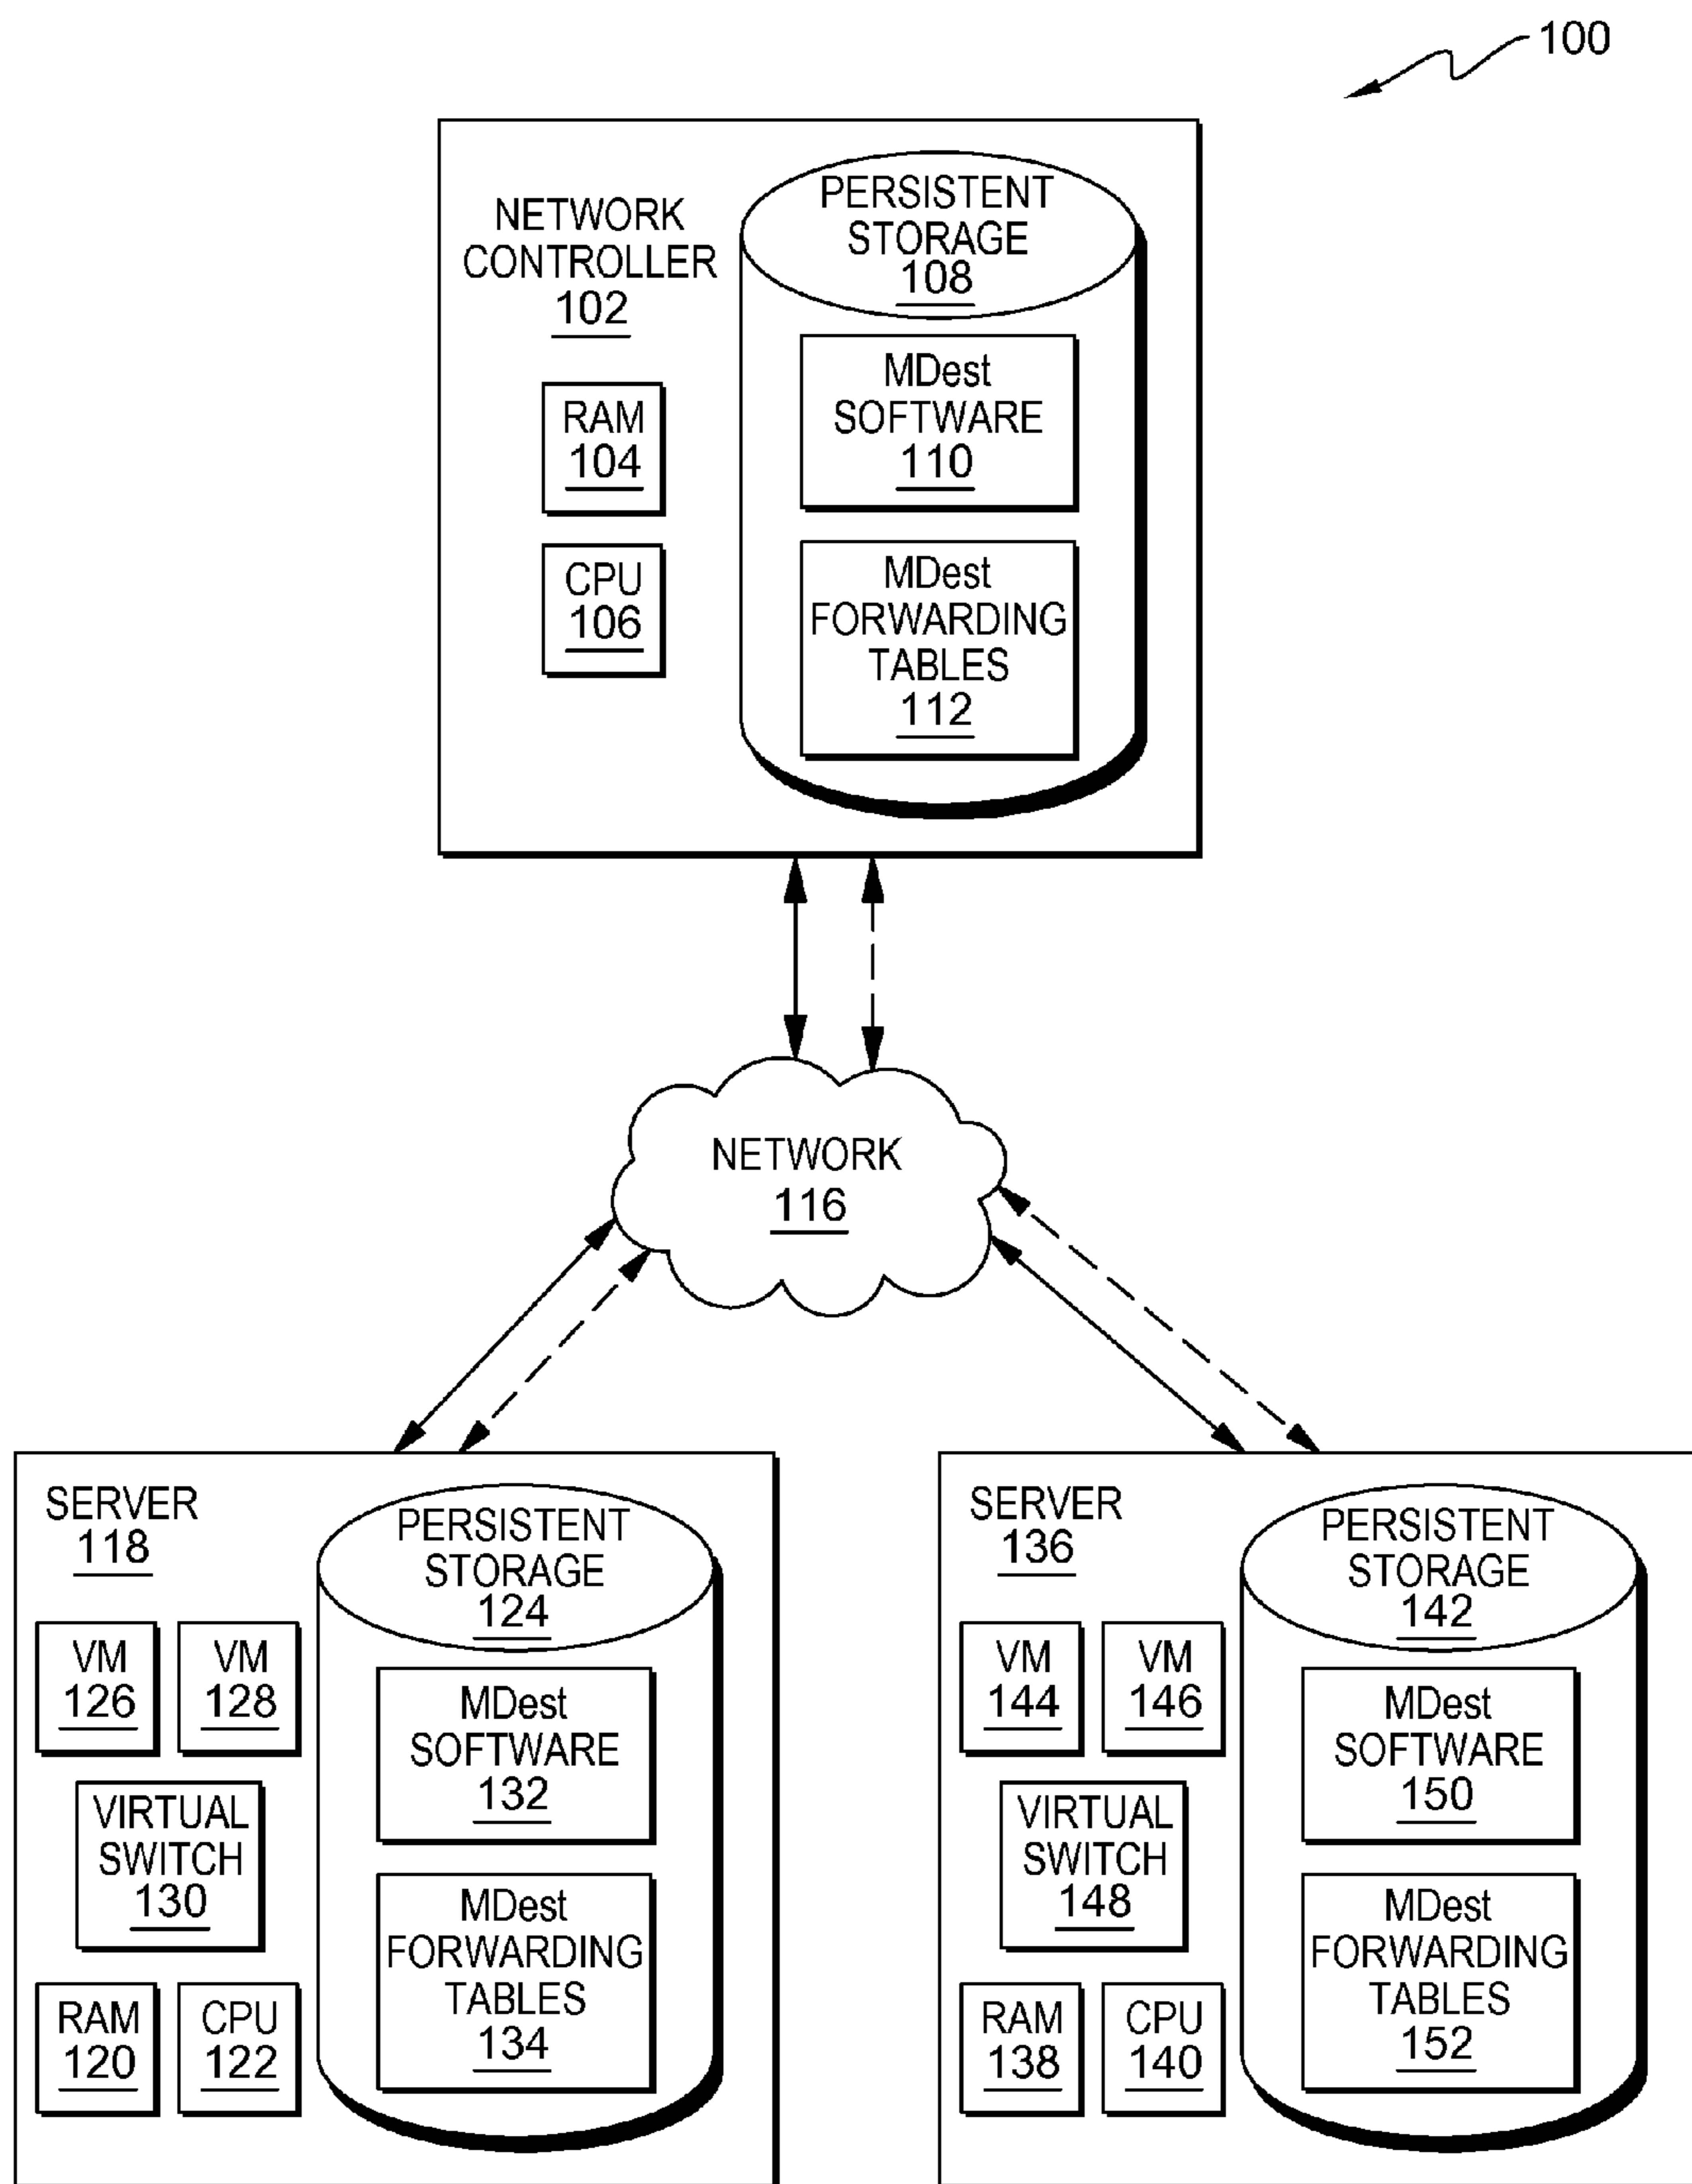 100
NETWORK
CONTROLLER
102
RAM
104
CPU
106
PERSISTENT
STORAGE
108
MDest
SOFTWARE
110
MDest
FORWARDING
TABLES
112
NETWORK
116
SERVER
118
VM
126
VM
128
VIRTUAL
SWITCH
130
RAM
120
CPU
122
PERSISTENT
STORAGE
124
MDest
SOFTWARE
132
MDest
FORWARDING
TABLES
134
SERVER
136
VM
144
VM
146
VIRTUAL
SWITCH
148
RAM
138
CPU
140
PERSISTENT
STORAGE
142
MDest
SOFTWARE
150
MDest
FORWARDING
TABLES
152